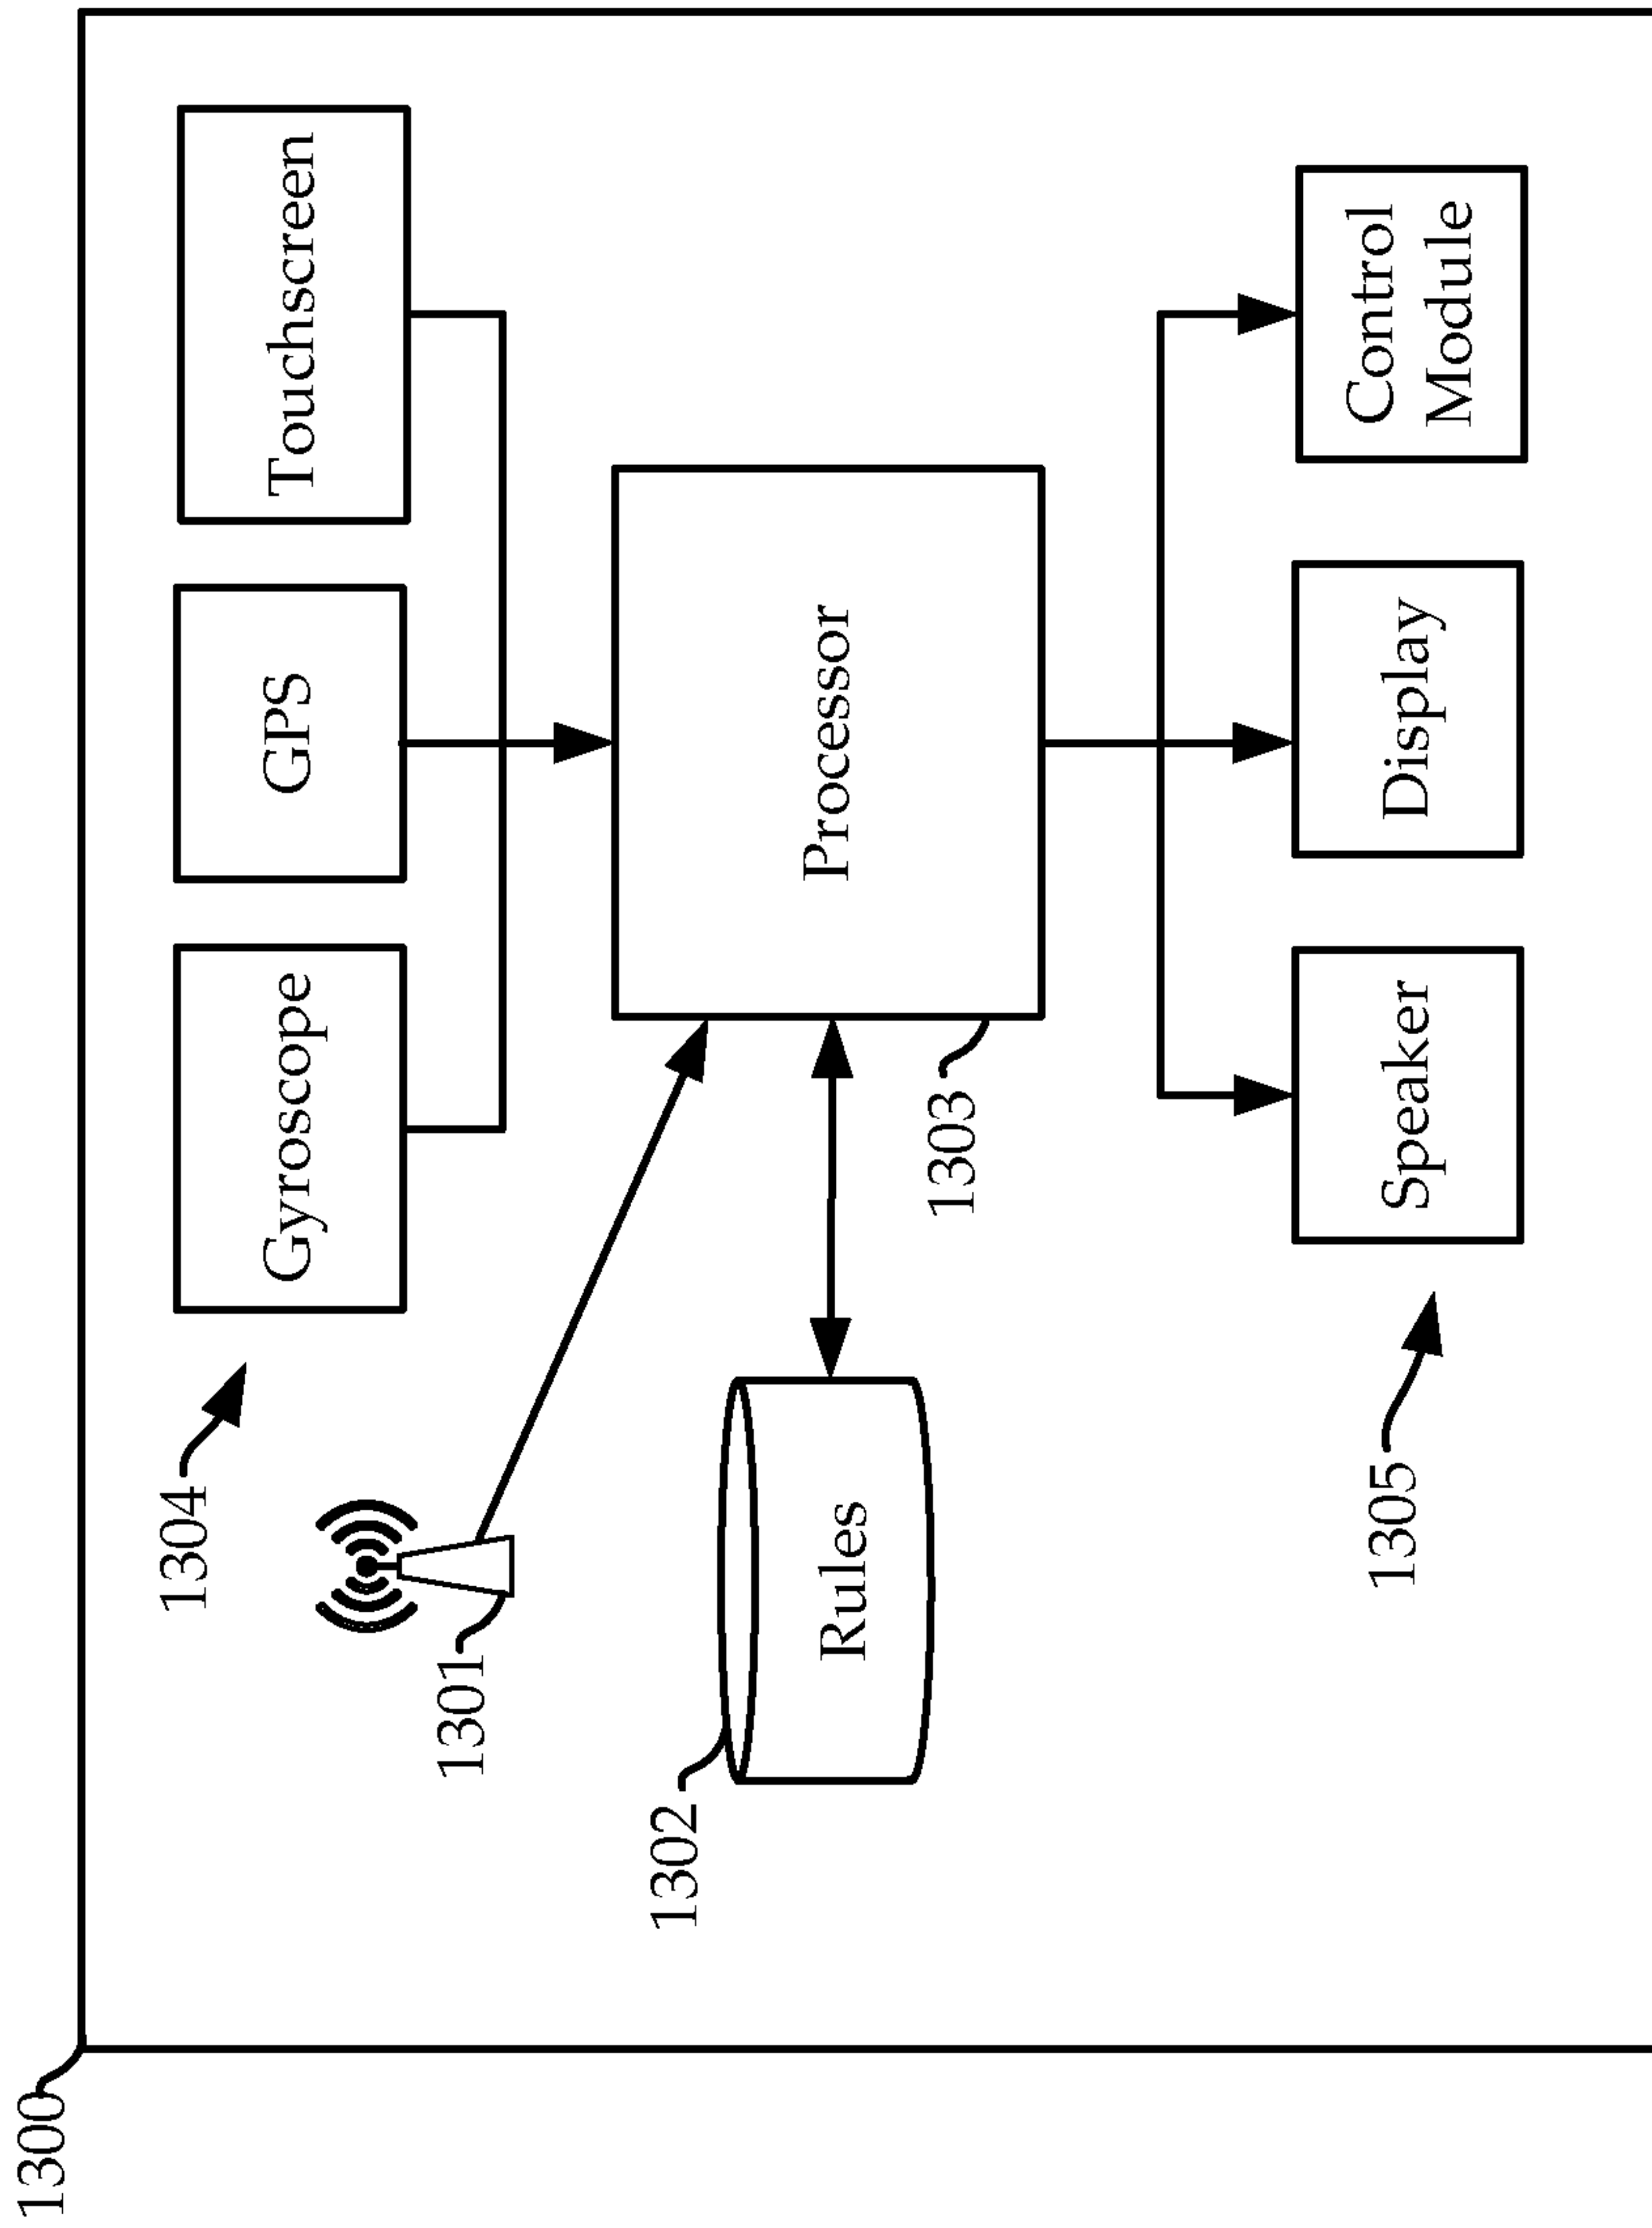 1300
1304
Gyroscope
GPS
Touchscreen
1301
1302
Rules
Processor
1303
1305
Speaker
Display
Control
Module